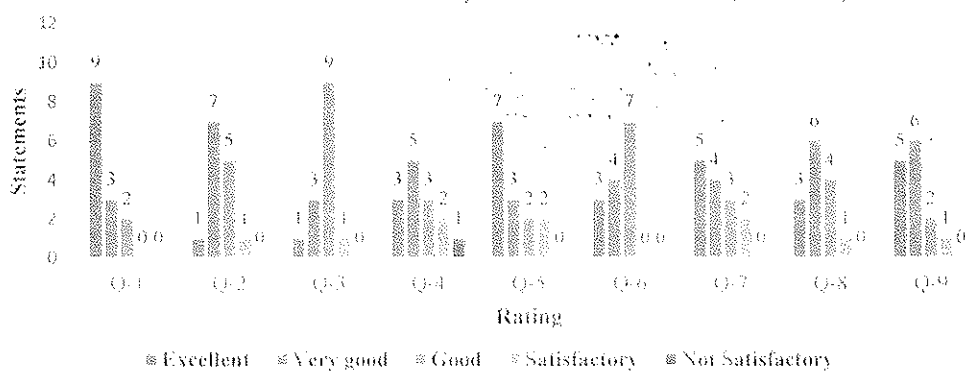 12
10
8
6
4
2
0
Statements
9 3 2 0 0
1 7 5 1 0
1 3 9 1 0
3 5 3 2 1
7 3 2 2 0
3 4 7 0 0
5 4 3 2 0
3 6 4 1 0
5 6 2 1 0
Q-1 Q-2 Q-3 Q-4 Q-5 Q-6 Q-7 Q-8 Q-9
Rating
Excellent Very good Good Satisfactory Not Satisfactory